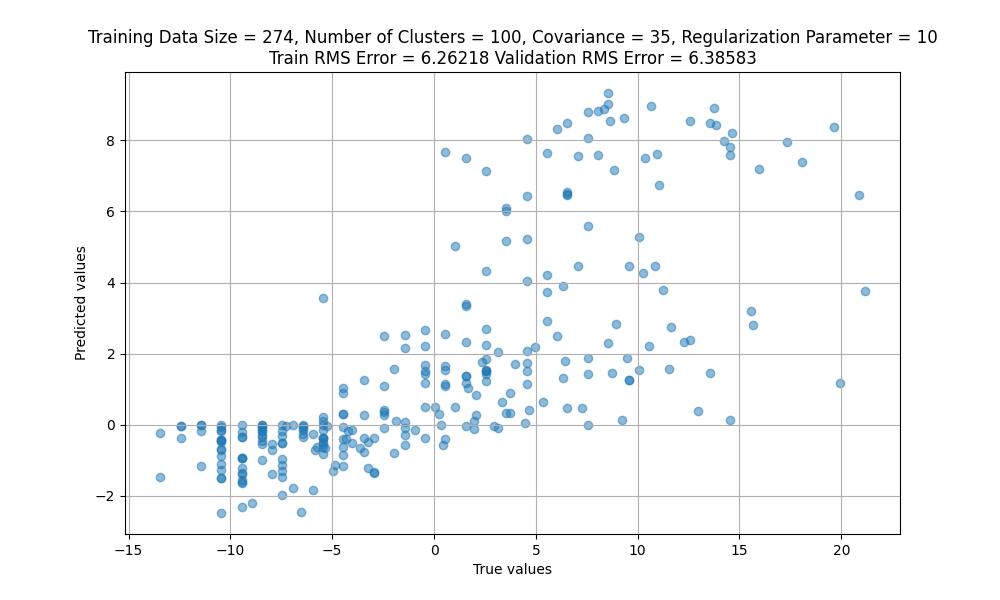 Training Data Size = 274, Number of Clusters = 100, Covariance = 35, Regularization Parameter = 10
Train RMS Error = 6.26218 Validation RMS Error = 6.38583
8
6
4
2
0
−2
Predicted values
−15 −10 −5 0 5 10 15 20
True values